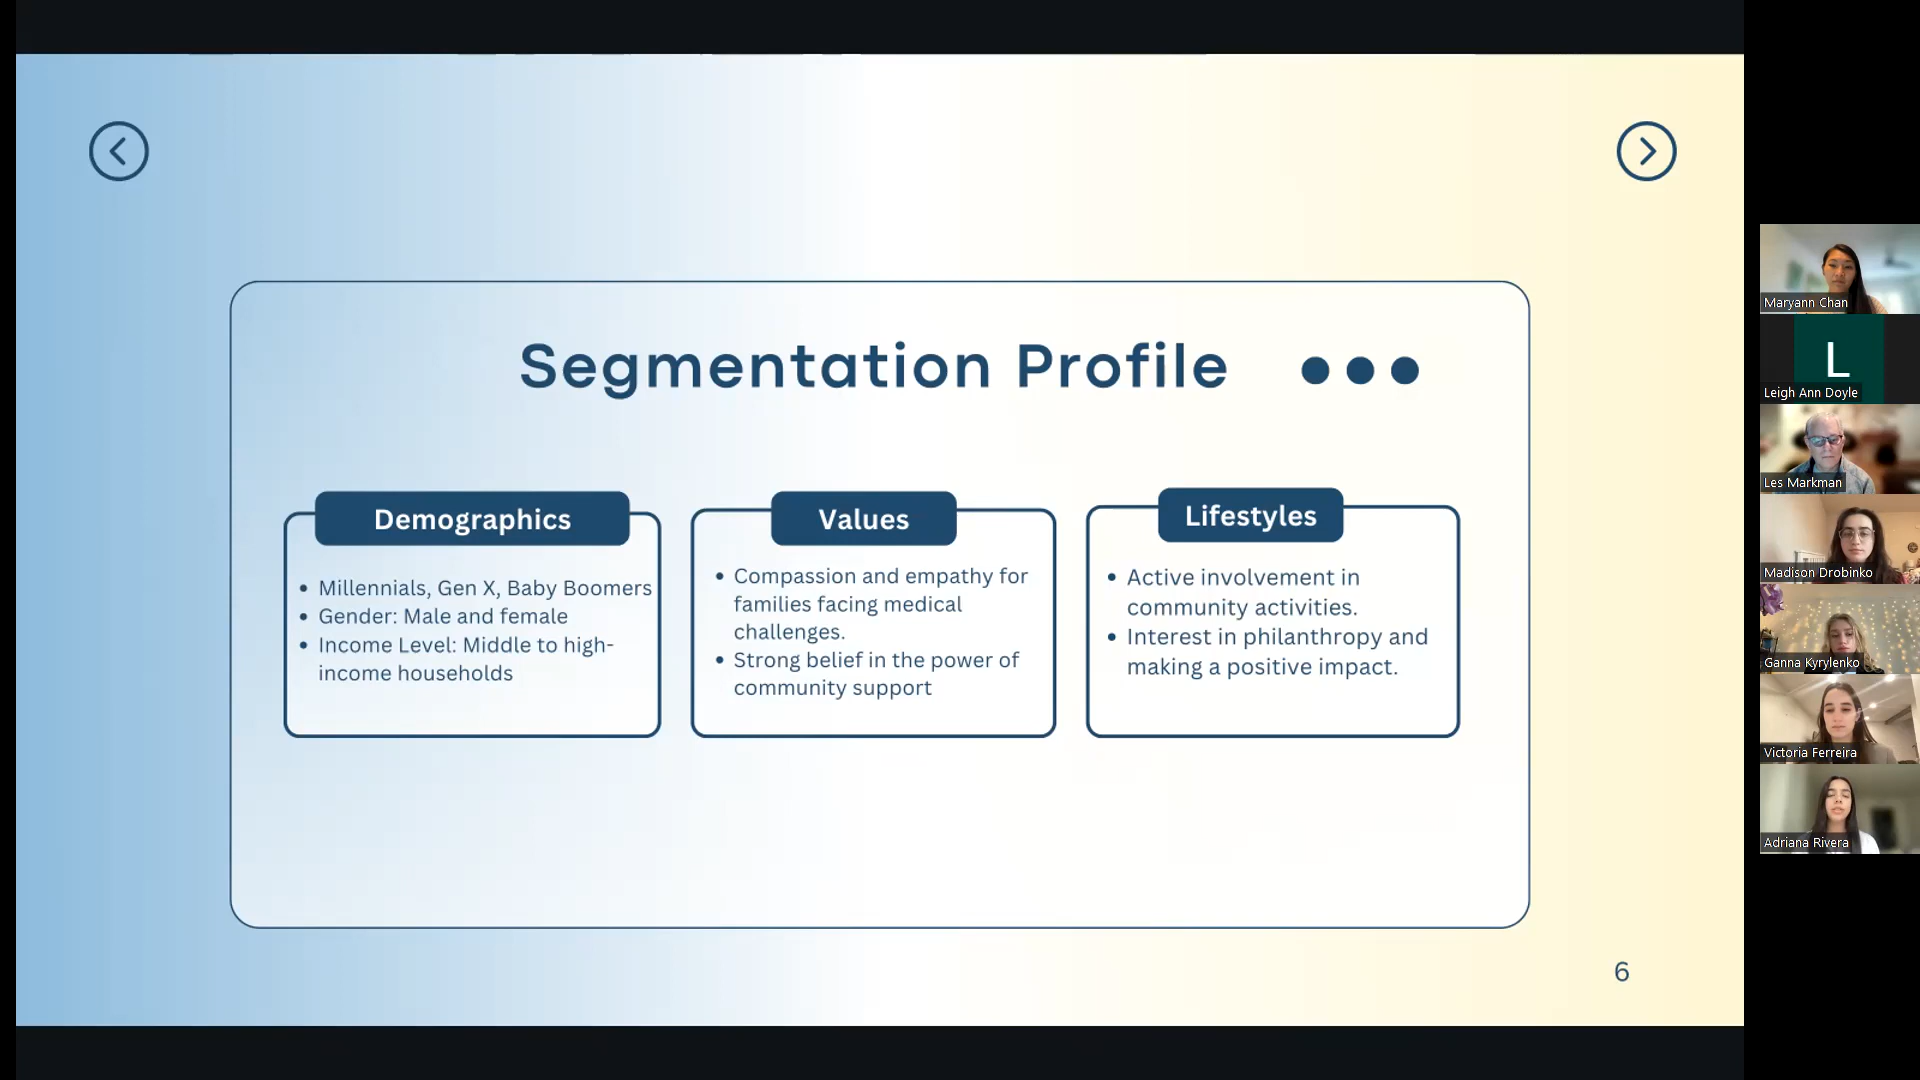 Segmentation Profile
Demographics
• Millennials, Gen X, Baby Boomers
• Gender: Male and female
• Income Level: Middle to high-
income households
Values
• Compassion and empathy for
families facing medical
challenges.
• Strong belief in the power of
community support
Lifestyles
• Active involvement in
community activities.
• Interest in philanthropy and
making a positive impact.
6
Maryann Chan
L
Leigh Ann Doyle
Les Markman
Madison Drobinko
Ganna Kyrylenko
Victoria Ferreira
Adriana Rivera